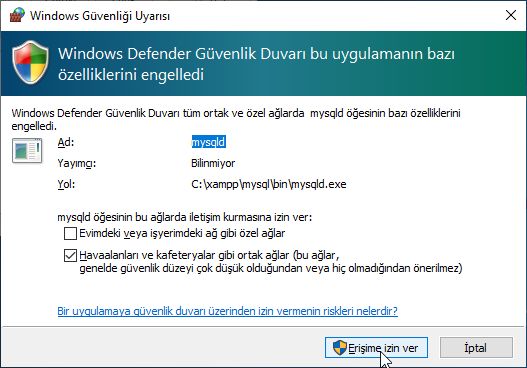 Windows Güvenliği Uyarısı
Windows Defender Güvenlik Duvarı bu uygulamanın bazı
özelliklerini engelledi
Windows Defender Güvenlik Duvarı tüm ortak ve özel ağlarda mysqld öğesinin bazı özelliklerini
engelledi.
Ad: mysqld
Yayımcı: Bilinmiyor
Yol: C:\xampp\mysql\bin\mysqld.exe
mysqld öğesinin bu ağlarda iletişim kurmasına izin ver:
Evimdeki veya işyerimdeki ağ gibi özel ağlar
Havaalanları ve kafeteryalar gibi ortak ağlar (bu ağlar,
genelde güvenlik düzeyi çok düşük olduğundan veya hiç olmadığından önerilmez)
Bir uygulamaya güvenlik duvarı üzerinden izin vermenin riskleri nelerdir?
Erişime izin ver İptal